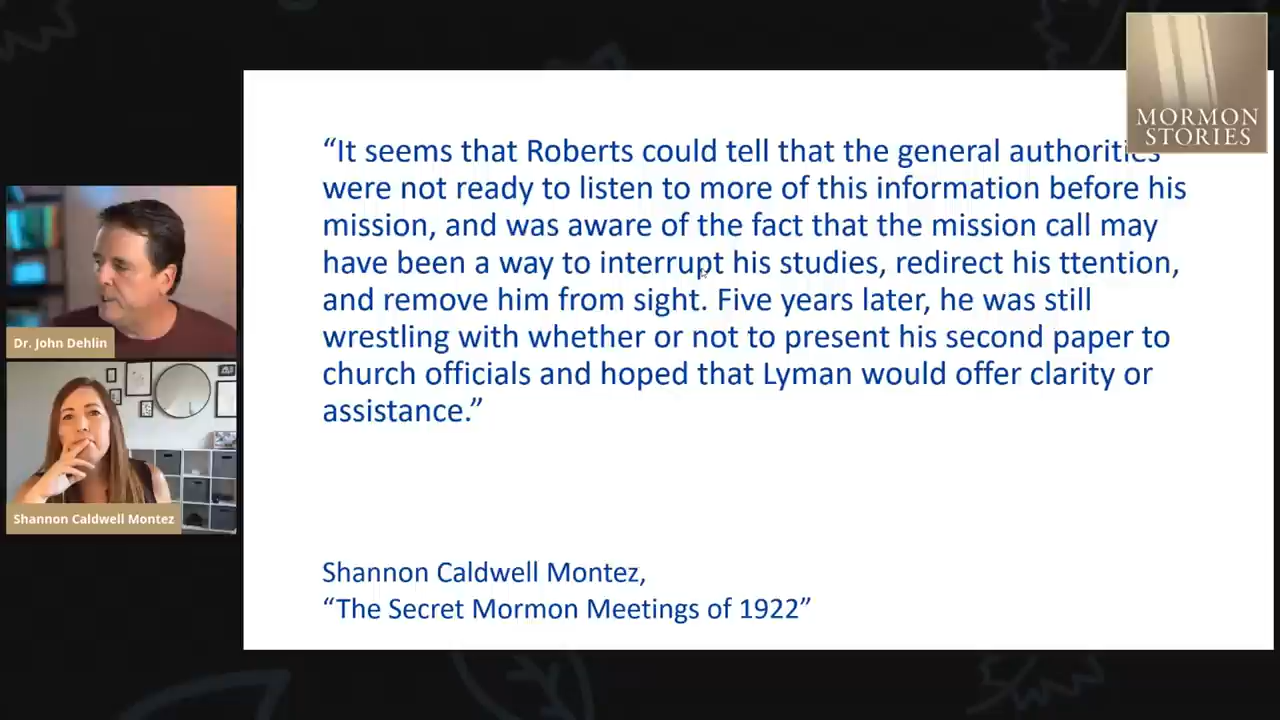 MORMON
STORIES
“It seems that Roberts could tell that the general authorities
were not ready to listen to more of this information before his
mission, and was aware of the fact that the mission call may
have been a way to interrupt his studies, redirect his ttention,
and remove him from sight. Five years later, he was still
wrestling with whether or not to present his second paper to
church officials and hoped that Lyman would offer clarity or
assistance.”
Dr. John Dehlin
Shannon Caldwell Montez
Shannon Caldwell Montez,
“The Secret Mormon Meetings of 1922”